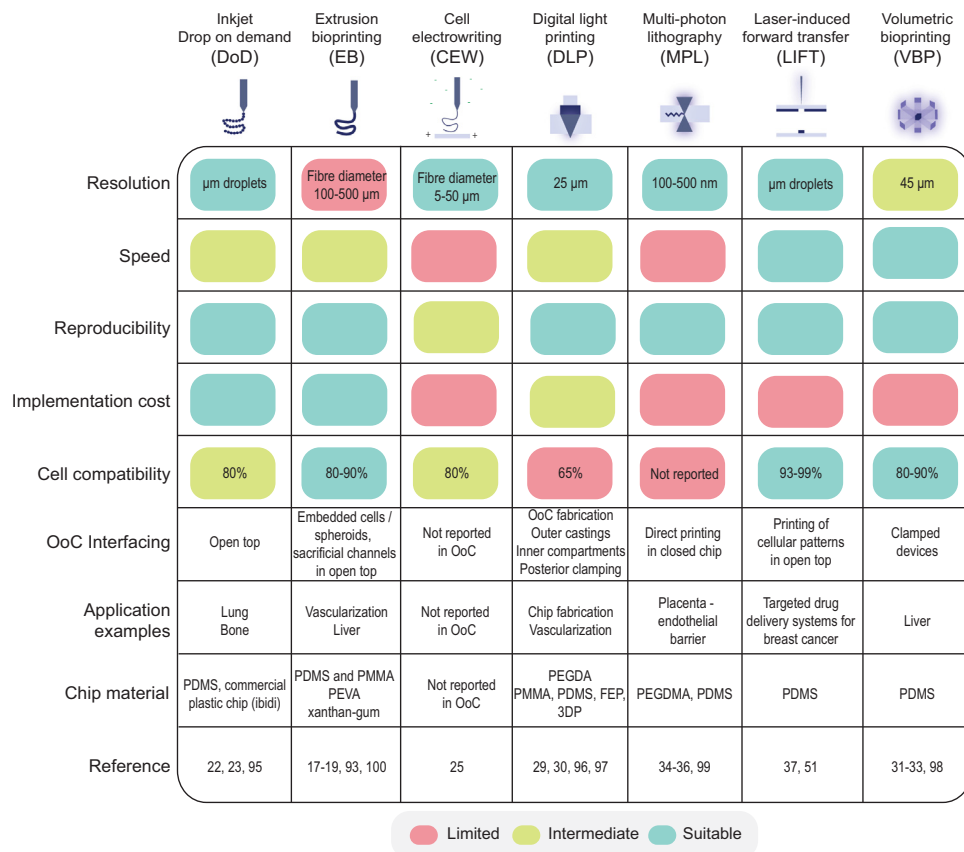 Inkjet
Drop on demand
(DoD)
Extrusion
bioprinting
(EB)
Cell
electrowriting
(CEW)
Digital light
printing
(DLP)
Multi-photon
lithography
(MPL)
Laser-induced
forward transfer
(LIFT)
Volumetric
bioprinting
(VBP)
+ +
Resolution
µm droplets
Fibre diameter
100-500 µm
Fibre diameter
5-50 µm
25 µm
100-500 nm
µm droplets
45 µm
Speed
Reproducibility
Implementation cost
Cell compatibility
80%
80-90%
80%
65%
Not reported
93-99%
80-90%
OoC Interfacing
Open top
Embedded cells /
spheroids,
sacrificial channels
in open top
Not reported
in OoC
OoC fabrication
Outer castings
Inner compartments
Posterior clamping
Direct printing
in closed chip
Printing of
cellular patterns
in open top
Clamped
devices
Application
examples
Lung
Bone
Vascularization
Liver
Not reported
in OoC
Chip fabrication
Vascularization
Placenta -
endothelial
barrier
Targeted drug
delivery systems for
breast cancer
Liver
Chip material
PDMS, commercial
plastic chip (ibidi)
PDMS and PMMA
PEVA
xanthan-gum
Not reported
in OoC
PEGDA
PMMA, PDMS, FEP,
3DP
PEGDMA, PDMS
PDMS
PDMS
Reference
22, 23, 95
17-19, 93, 100
25
29, 30, 96, 97
34-36, 99
37, 51
31-33, 98
Limited
Intermediate
Suitable